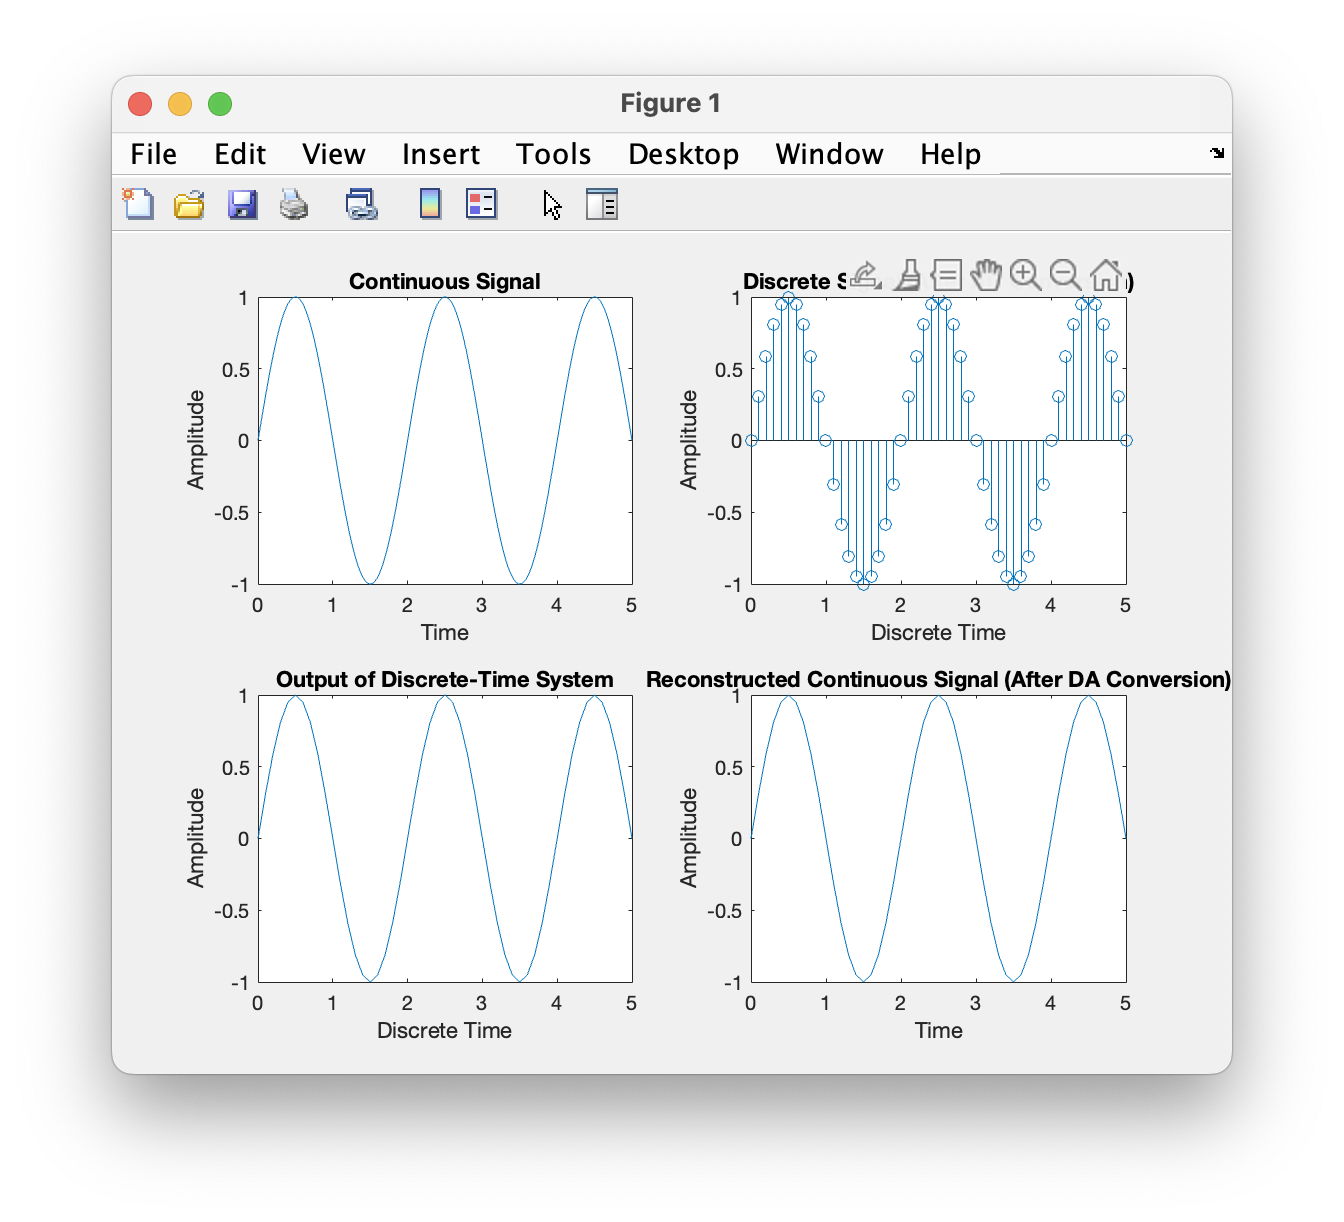 Figure 1
File Edit View Insert Tools Desktop Window Help
Continuous Signal
1
0.5
0
-0.5
-1
0 1 2 3 4 5
Amplitude
Time
Discrete
)
1
0.5
0
-0.5
-1
0 1 2 3 4 5
Amplitude
Discrete Time
Output of Discrete-Time System
1
0.5
0
-0.5
-1
0 1 2 3 4 5
Amplitude
Discrete Time
Reconstructed Continuous Signal (After DA Conversion)
1
0.5
0
-0.5
-1
0 1 2 3 4 5
Amplitude
Time